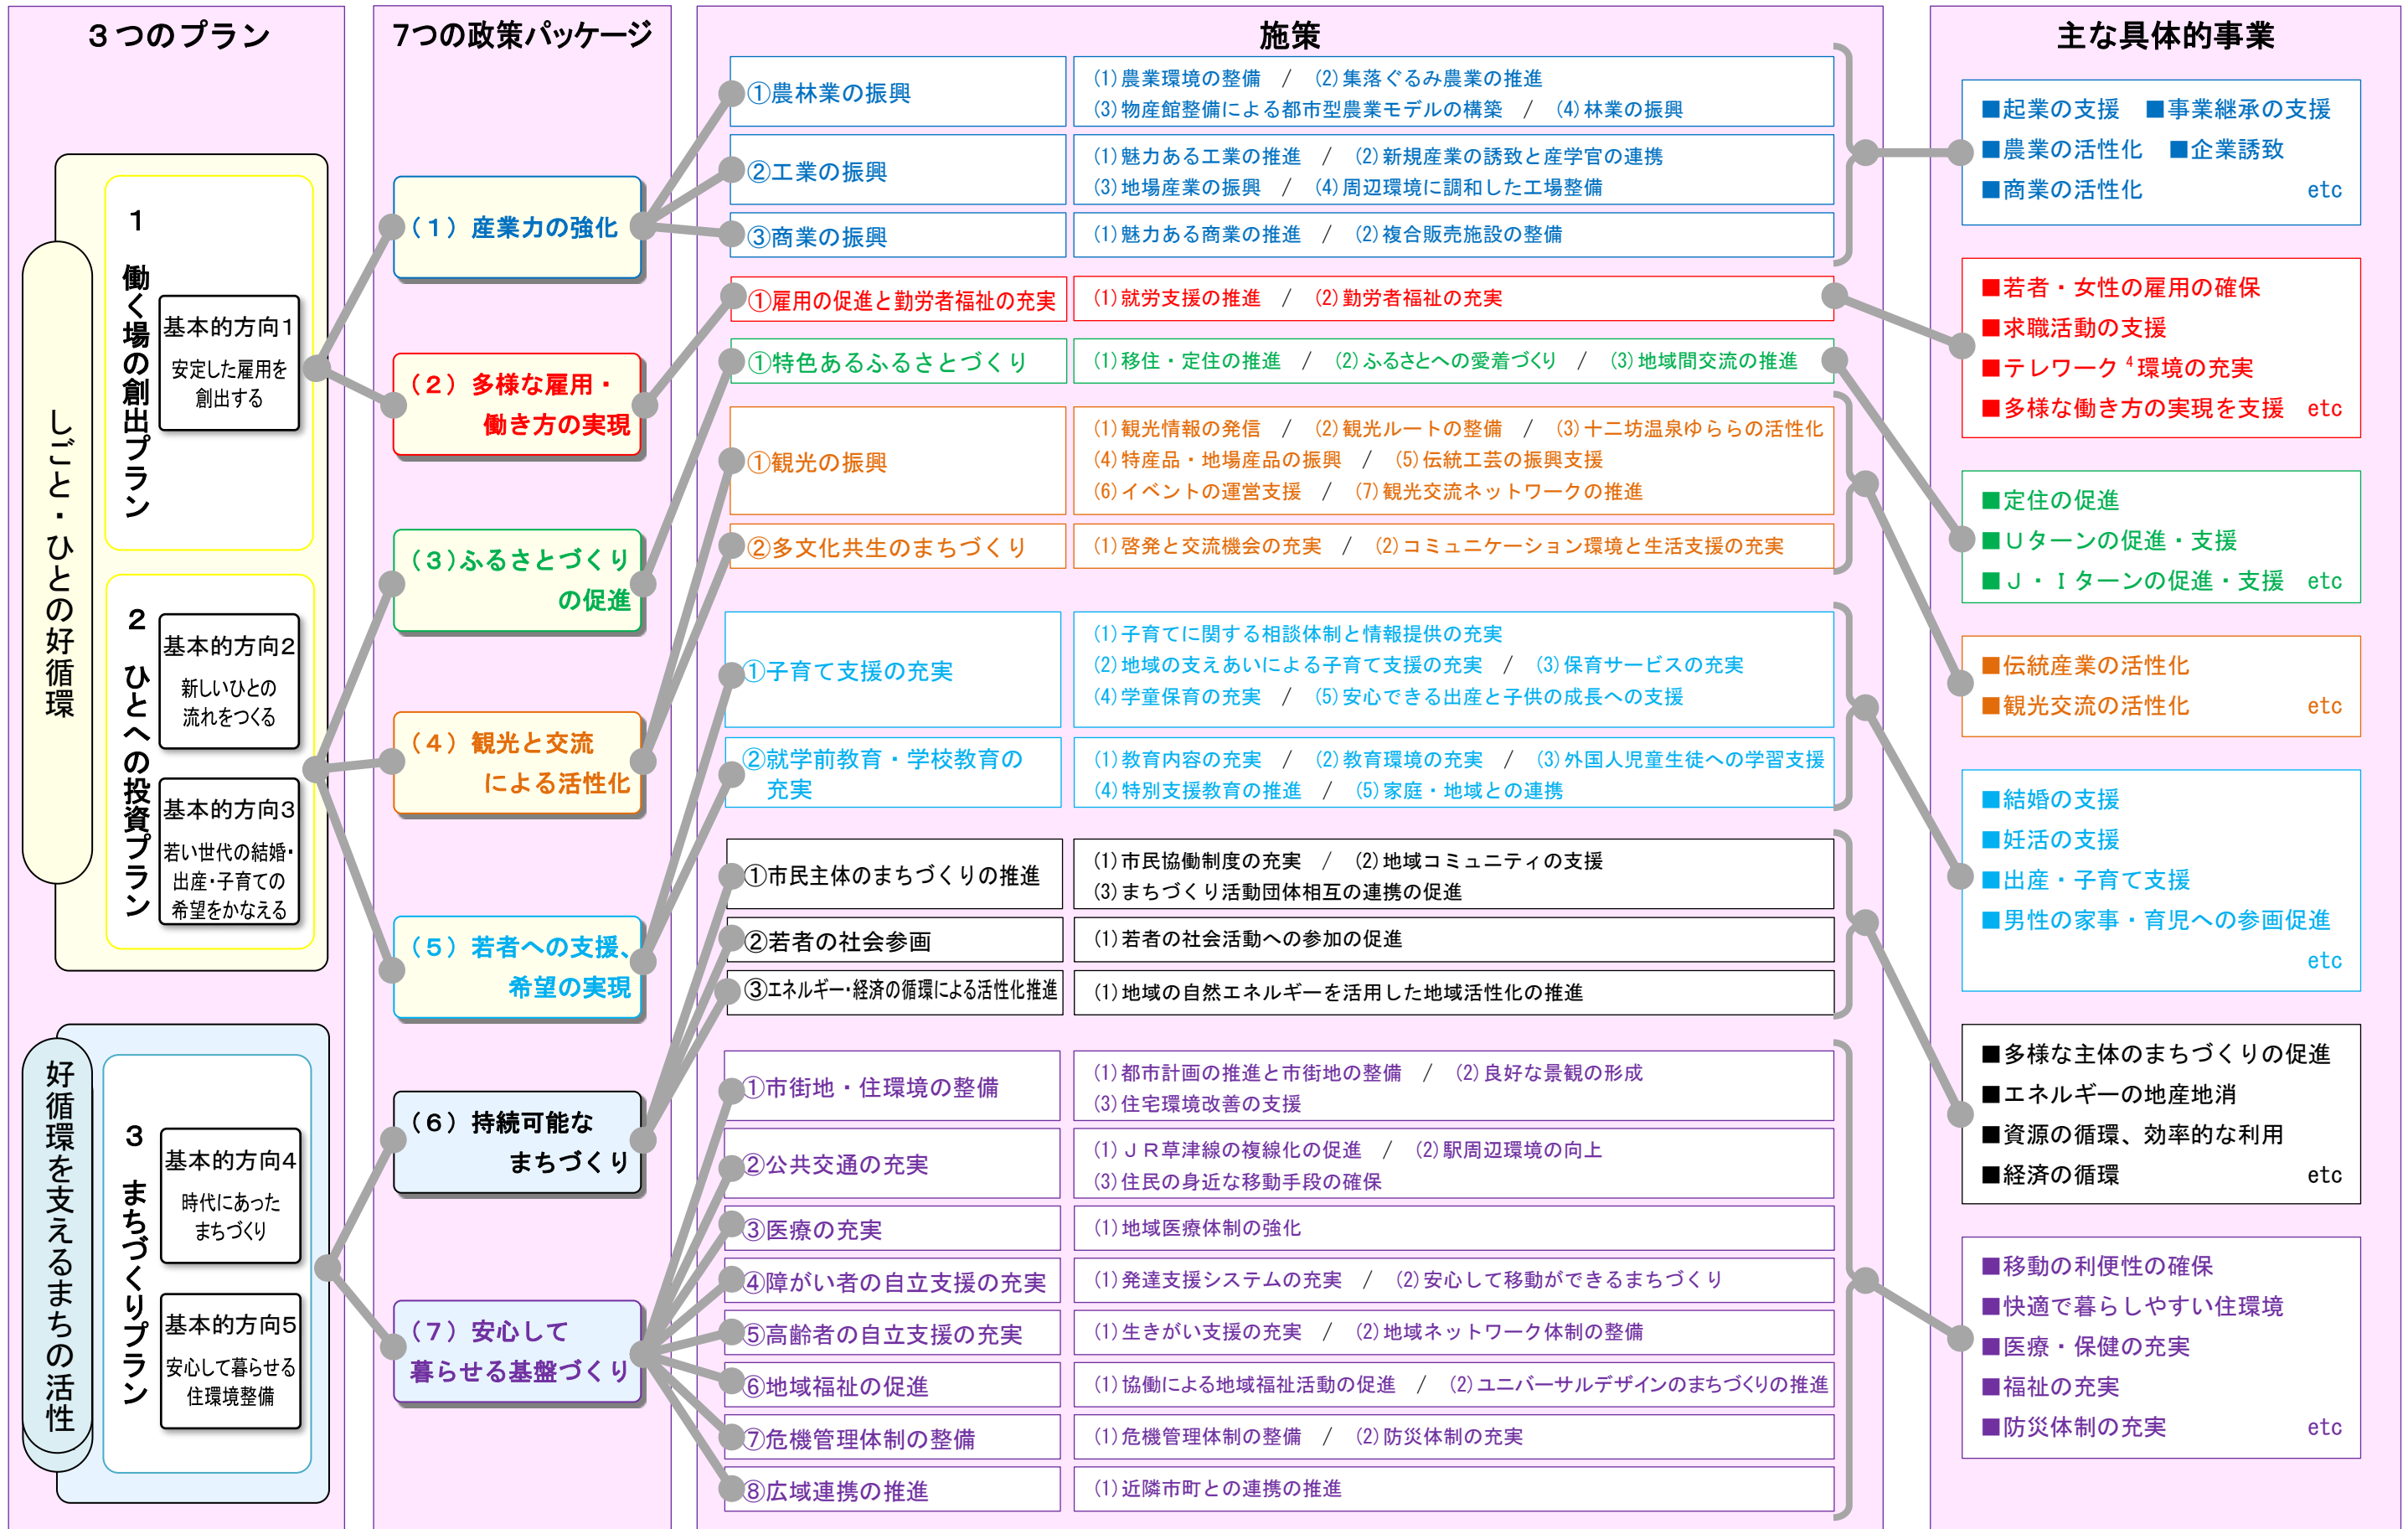 ３つのプラン
しごと・ひとの好循環
１　働く場の創出プラン
基本的方向1
安定した雇用を
創出する
２　ひとへの投資プラン
基本的方向2
新しいひとの
流れをつくる
基本的方向3
若い世代の結婚・
出産・子育ての
希望をかなえる
好循環を支えるまちの活性
３　まちづくりプラン
基本的方向4
時代にあった
まちづくり
基本的方向5
安心して暮らせる
住環境整備
7つの政策パッケージ
（１）産業力の強化
（２）多様な雇用・
働き方の実現
（３）ふるさとづくり
の促進
（４）観光と交流
による活性化
（５）若者への支援、
希望の実現
（６）持続可能な
まちづくり
（７）安心して
暮らせる基盤づくり
施策
①農林業の振興
(1)農業環境の整備　/　(2)集落ぐるみ農業の推進
(3)物産館整備による都市型農業モデルの構築　/　(4)林業の振興
②工業の振興
(1)魅力ある工業の推進　/　(2)新規産業の誘致と産学官の連携
(3)地場産業の振興　/　(4)周辺環境に調和した工場整備
③商業の振興
(1)魅力ある商業の推進　/　(2)複合販売施設の整備
①雇用の促進と勤労者福祉の充実
(1)就労支援の推進　/　(2)勤労者福祉の充実
①特色あるふるさとづくり
(1)移住・定住の推進　/　(2)ふるさとへの愛着づくり　/　(3)地域間交流の推進
①観光の振興
(1)観光情報の発信　/　(2)観光ルートの整備　/　(3)十二坊温泉ゆららの活性化
(4)特産品・地場産品の振興　/　(5)伝統工芸の振興支援
(6)イベントの運営支援　/　(7)観光交流ネットワークの推進
②多文化共生のまちづくり
(1)啓発と交流機会の充実　/　(2)コミュニケーション環境と生活支援の充実
①子育て支援の充実
(1)子育てに関する相談体制と情報提供の充実
(2)地域の支えあいによる子育て支援の充実　/　(3)保育サービスの充実
(4)学童保育の充実　/　(5)安心できる出産と子供の成長への支援
②就学前教育・学校教育の
充実
(1)教育内容の充実　/　(2)教育環境の充実　/　(3)外国人児童生徒への学習支援
(4)特別支援教育の推進　/　(5)家庭・地域との連携
①市民主体のまちづくりの推進
(1)市民協働制度の充実　/　(2)地域コミュニティの支援
(3)まちづくり活動団体相互の連携の促進
②若者の社会参画
(1)若者の社会活動への参加の促進
③エネルギー・経済の循環による活性化推進
(1)地域の自然エネルギーを活用した地域活性化の推進
①市街地・住環境の整備
(1)都市計画の推進と市街地の整備　/　(2)良好な景観の形成
(3)住宅環境改善の支援
②公共交通の充実
(1)ＪＲ草津線の複線化の促進　/　(2)駅周辺環境の向上
(3)住民の身近な移動手段の確保
③医療の充実
(1)地域医療体制の強化
④障がい者の自立支援の充実
(1)発達支援システムの充実　/　(2)安心して移動ができるまちづくり
⑤高齢者の自立支援の充実
(1)生きがい支援の充実　/　(2)地域ネットワーク体制の整備
⑥地域福祉の促進
(1)協働による地域福祉活動の促進　/　(2)ユニバーサルデザインのまちづくりの推進
⑦危機管理体制の整備
(1)危機管理体制の整備　/　(2)防災体制の充実
⑧広域連携の推進
(1)近隣市町との連携の推進
主な具体的事業
■起業の支援　■事業継承の支援
■農業の活性化　■企業誘致
■商業の活性化　etc
■若者・女性の雇用の確保
■求職活動の支援
■テレワーク4環境の充実
■多様な働き方の実現を支援　etc
■定住の促進
■Ｕターンの促進・支援
■Ｊ・Ｉターンの促進・支援　etc
■伝統産業の活性化
■観光交流の活性化　etc
■結婚の支援
■妊活の支援
■出産・子育て支援
■男性の家事・育児への参画促進
etc
■多様な主体のまちづくりの促進
■エネルギーの地産地消
■資源の循環、効率的な利用
■経済の循環　etc
■移動の利便性の確保
■快適で暮らしやすい住環境
■医療・保健の充実
■福祉の充実
■防災体制の充実　etc